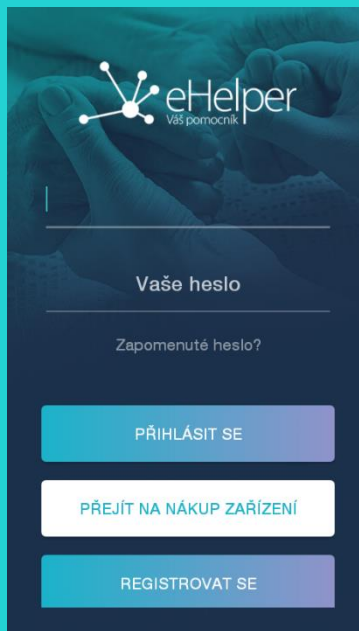 eHelper
Váš pomocník
Vaše heslo
Zapomenuté heslo?
PŘIHLÁSIT SE
PŘEJÍT NA NÁKUP ZAŘÍZENÍ
REGISTROVAT SE